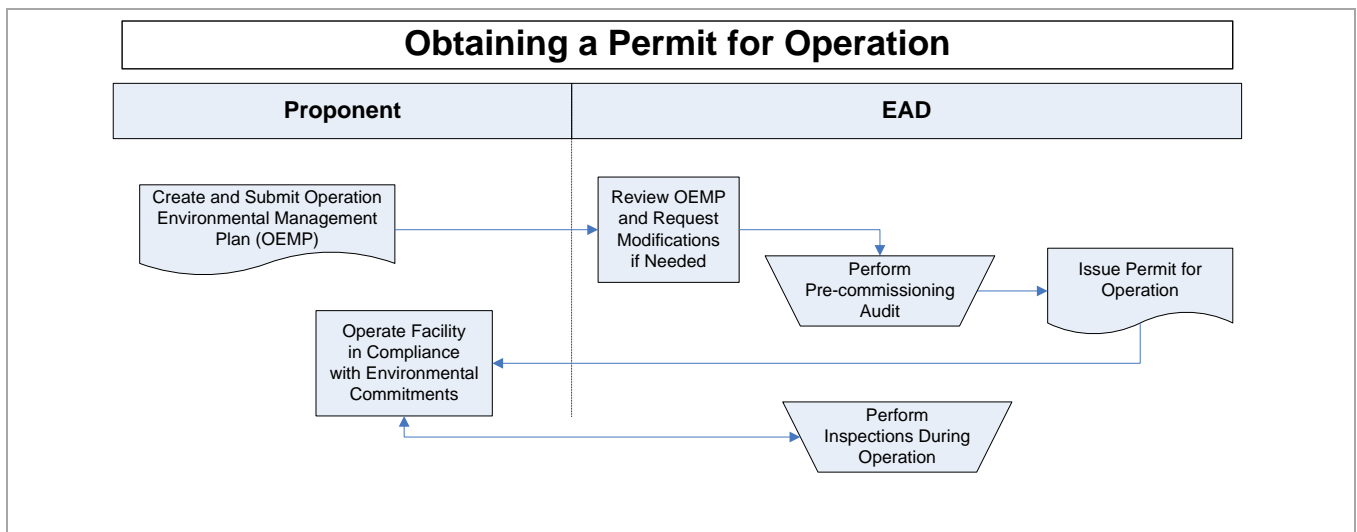 Obtaining a Permit for Operation
Proponent
EAD
Create and Submit Operation
Environmental Management
Plan (OEMP)
Review OEMP
and Request
Modifications
if Needed
Perform
Pre-commissioning
Audit
Issue Permit for
Operation
Operate Facility
in Compliance
with Environmental
Commitments
Perform
Inspections During
Operation